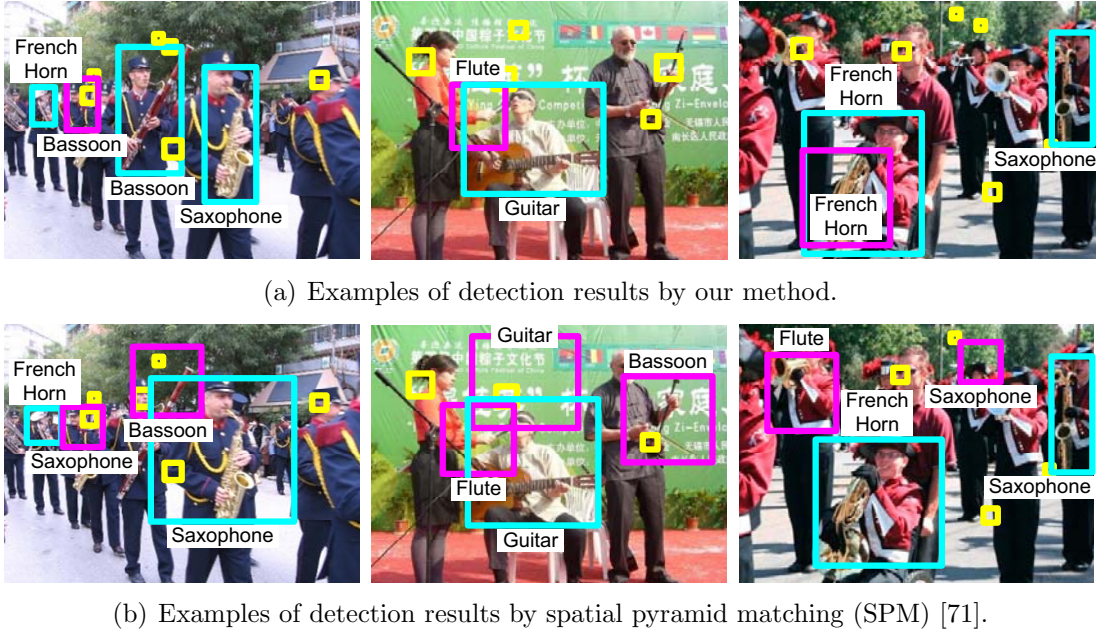 French
Horn
Bassoon
Bassoon
Saxophone
Flute
Guitar
French
Horn
French
Horn
Saxophone
(a) Examples of detection results by our method.
French
Horn
Saxophone
Bassoon
Saxophone
Guitar
Bassoon
Flute
Guitar
Flute
French
Horn
Saxophone
Saxophone
(b) Examples of detection results by spatial pyramid matching (SPM) [71].